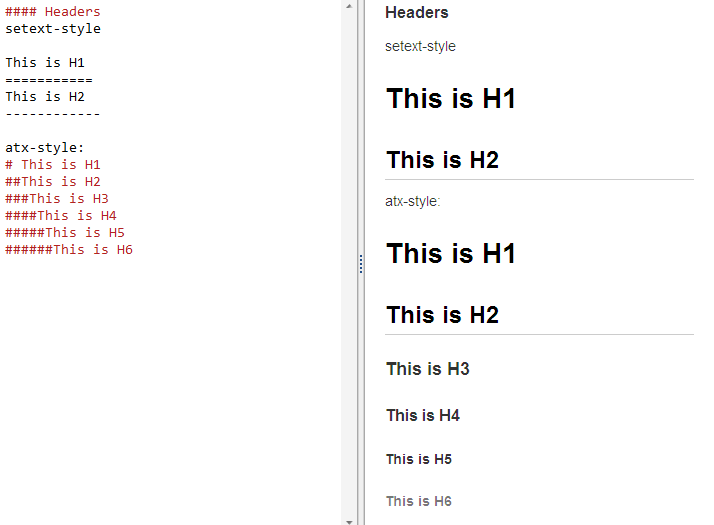 #### Headers
setext-style
This is H1
===========
This is H2
------------
atx-style:
# This is H1
##This is H2
###This is H3
####This is H4
#####This is H5
######This is H6
Headers
setext-style
This is H1
This is H2
atx-style:
This is H1
This is H2
This is H3
This is H4
This is H5
This is H6